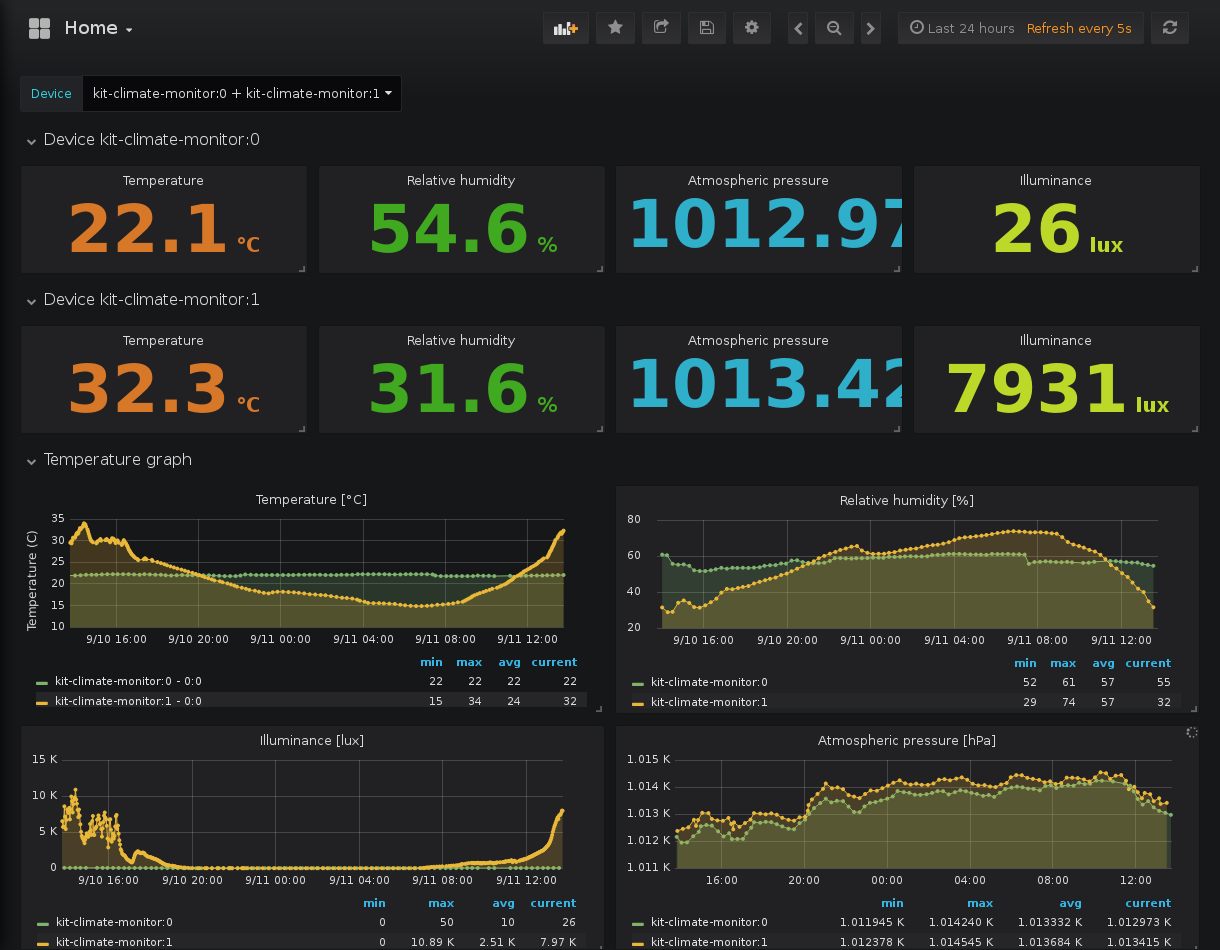 Home
Last 24 hours Refresh every 5s
Device kit-climate-monitor:0 + kit-climate-monitor:1
Device kit-climate-monitor:0
Temperature Relative humidity Atmospheric pressure Illuminance
22.1 °C 54.6 % 1012.97 26 lux
Device kit-climate-monitor:1
Temperature Relative humidity Atmospheric pressure Illuminance
32.3 °C 31.6 % 1013.42 7931 lux
Temperature graph
Temperature [°C]
Temperature (C)
35
30
25
20
15
10
9/10 16:00 9/10 20:00 9/11 00:00 9/11 04:00 9/11 08:00 9/11 12:00
min max avg current
kit-climate-monitor:0 - 0:0 22 22 22 22
kit-climate-monitor:1 - 0:0 15 34 24 32
Relative humidity [%]
80
60
40
20
9/10 16:00 9/10 20:00 9/11 00:00 9/11 04:00 9/11 08:00 9/11 12:00
min max avg current
kit-climate-monitor:0 52 61 57 55
kit-climate-monitor:1 29 74 57 32
Illuminance [lux]
15 K
10 K
5 K
0
9/10 16:00 9/10 20:00 9/11 00:00 9/11 04:00 9/11 08:00 9/11 12:00
min max avg current
kit-climate-monitor:0 0 50 10 26
kit-climate-monitor:1 0 10.89 K 2.51 K 7.97 K
Atmospheric pressure [hPa]
1.015 K
1.014 K
1.013 K
1.012 K
1.011 K
16:00 20:00 00:00 04:00 08:00 12:00
min max avg current
kit-climate-monitor:0 1.011945 K 1.014240 K 1.013332 K 1.012973 K
kit-climate-monitor:1 1.012378 K 1.014545 K 1.013684 K 1.013415 K